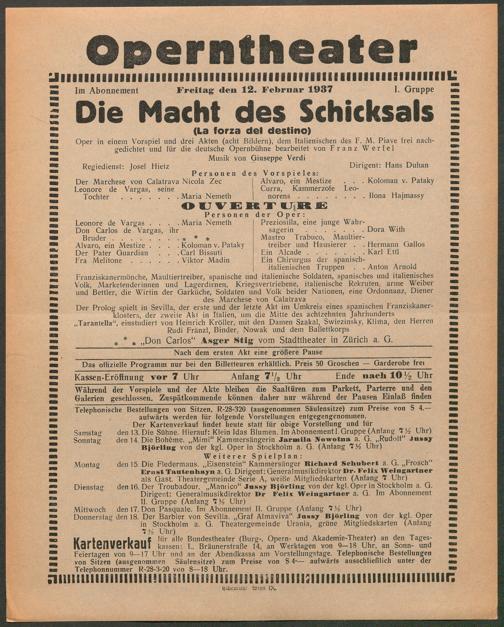 Operntheater
Im Abonnement Freitag den 12. Februar 1937 I. Gruppe
Die Macht des Schicksals
(La forza del destino)
Oper in einem Vorspiel und drei Akten (acht Bildern), dem Italienischen des F. M. Piave frei nach-
gedichtet und für die deutsche Opernbühne bearbeitet von Franz Werfel
Musik von Giuseppe Verdi
Regiedienst: Josef Hietz Dirigent: Hans Duhan
Personen des Vorspieles:
Der Marchese von Calatrava Nicola Zec
Leonore de Vargas, seine
Tochter . . . . . . . . Maria Nemeth
Alvaro, ein Mestize . . . Koloman v. Pataky
Curra, Kammerzofe Leo-
norens . . . . . . . . Ilona Hajmassy
OUVERTURE
Personen der Oper:
Leonore de Vargas . . . . Maria Nemeth
Don Carlos de Vargas, ihr
Bruder . . . . . . . . * * *
Alvaro, ein Mestize . . . Koloman v. Pataky
Der Pater Guardian . . . Carl Bissuti
Fra Melitone . . . . . . Viktor Madin
Preziosilla, eine junge Wahr-
sagerin . . . . . . . . Dora With
Mastro Trabuco, Maultier-
treiber und Hausierer . . Hermann Gallos
Ein Alcade . . . . . . . Karl Ettl
Ein Chirurgus der spanisch-
italienischen Truppen . . Anton Arnold
Franziskanermönche, Maultiertreiber, spanische und italienische Soldaten, spanisches und italienisches
Volk, Marketenderinnen und Lagerdirnen, Kriegsvertriebene, italienische Rekruten, arme Weiber
und Bettler, die Wirtin der Garküche, Soldaten und Volk beider Nationen, eine Ordonnanz, Diener
des Marchese von Calatrava
Der Prolog spielt in Sevilla, der erste und der letzte Akt im Umkreis eines spanischen Franziskaner-
klosters, der zweite Akt in Italien, um die Mitte des achtzehnten Jahrhunderts
„Tarantella", einstudiert von Heinrich Kröller, mit den Damen Szakal, Swirzinsky, Klima, den Herren
Rudi Fränzl, Binder, Nowak und dem Ballettkorps
* * * „Don Carlos" Asger Stig vom Stadttheater in Zürich a. G.
Nach dem ersten Akt eine größere Pause
Das offizielle Programm nur bei den Billetteuren erhältlich. Preis 50 Groschen — Garderobe frei
Kassen-Eröffnung vor 7 Uhr Anfang 7½ Uhr Ende nach 10½ Uhr
Während der Vorspiele und der Akte bleiben die Saaltüren zum Parkett, Parterre und den
Galerien geschlossen. Zuspätkommende können daher nur während der Pausen Einlaß finden
Telephonische Bestellungen von Sitzen, R-28-320 (ausgenommen Säulensitze) zum Preise von S 4.—
aufwärts werden für folgende Vorstellungen entgegengenommen.
Der Kartenverkauf findet heute statt für obige Vorstellung und für
Samstag den 13. Die Sühne. Hierauf: Klein Idas Blumen. Im Abonnement I. Gruppe (Anfang 7½ Uhr)
Sonntag den 14. Die Bohème. „Mimi" Kammersängerin Jarmila Novotna a. G. „Rudolf" Jussy
Björling von der kgl. Oper in Stockholm a. G. (Anfang 7½ Uhr)
Weiterer Spielplan:
Montag den 15. Die Fledermaus. „Eisenstein" Kammersänger Richard Schubert a. G. „Frosch"
Ernst Tautenhayn a. G. Dirigent: Generalmusikdirektor Dr. Felix Weingartner
als Gast. Theatergemeinde Serie A, weiße Mitgliedskarten (Anfang 7 Uhr)
Dienstag den 16. Der Troubadour. „Manrico" Jussy Björling von der kgl. Oper in Stockholm a. G.
Dirigent: Generalmusikdirektor Dr Felix Weingartner a. G. Im Abonnement
II. Gruppe (Anfang 7½ Uhr)
Mittwoch den 17. Don Pasquale. Im Abonnement II. Gruppe (Anfang 7½ Uhr)
Donnerstag den 18. Der Barbier von Sevilla. „Graf Almaviva" Jussy Björling von der kgl. Oper
in Stockholm a. G. Theatergemeinde Urania, grüne Mitgliedskarten (Anfang
7½ Uhr)
Kartenverkauf für alle Bundestheater (Burg-, Opern- und Akademie-Theater) an den Tages-
kassen: I., Bräunerstraße 14, an Werktagen von 9—18 Uhr, an Sonn- und
Feiertagen von 9—17 Uhr und an der Abendkassa am Vorstellungstage. Telephonische Bestellungen
von Sitzen (ausgenommen Säulensitze) zum Preise von S 4— aufwärts ausschließlich unter der
Telephonnummer R-28-3-20 von 8—18 Uhr.